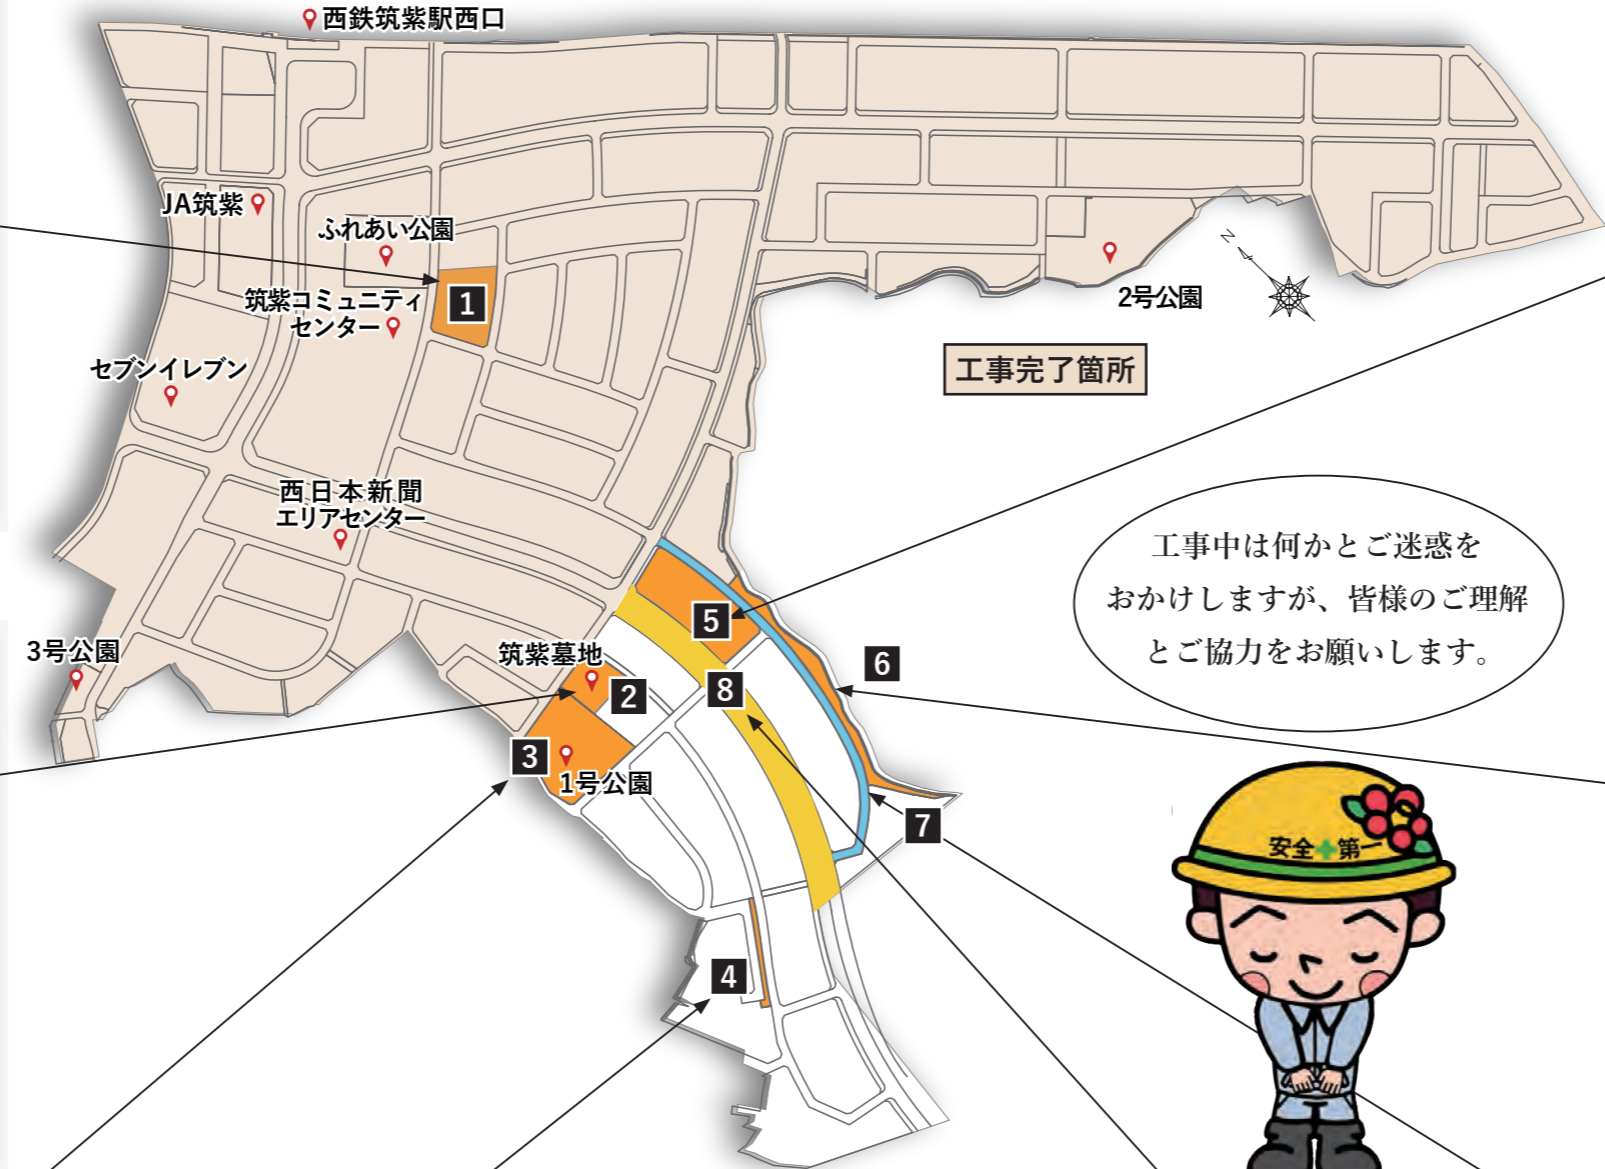 西鉄筑紫駅西口
JA筑紫
ふれあい公園
1
筑紫コミュニティ
センター
2号公園
N
工事完了箇所
セブンイレブン
西日本新聞
エリアセンター
工事中は何かとご迷惑を
おかけしますが、皆様のご理解
とご協力をお願いします。
5
3号公園
筑紫墓地
6
2
8
3
1号公園
7
安全✚第一
4